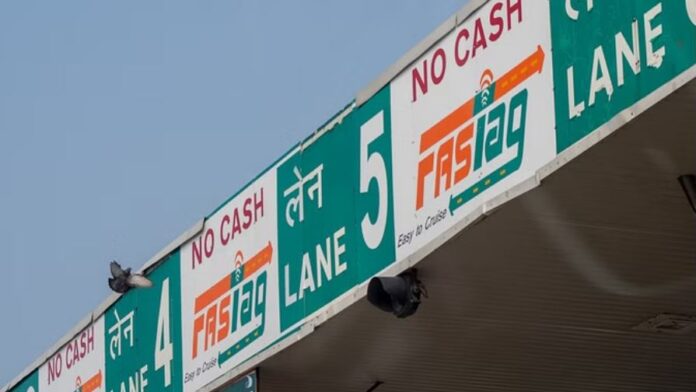 NO CASH
लेन
LANE 4
NO CASH
FASTag
Easy to Cruise
लेन
LANE 5
NO CASH
FASTag
Easy to Cruise
LANE